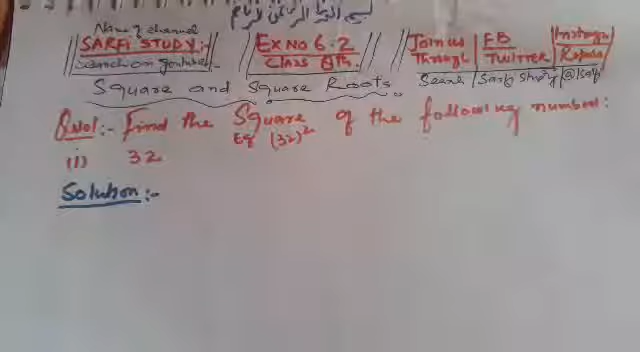 بسم الله الرحمن الرحيم
Name of channel
SARFI STUDY:-
Search on youtube
EX NO 6.2
CLASS 8th.
Join us Through
FB
Twitter
Search | Sarfi Study |
Square and Square Roots.
Q No1:- Find the Square of the following number:
Eg (32)²
(1) 32
Solution:-